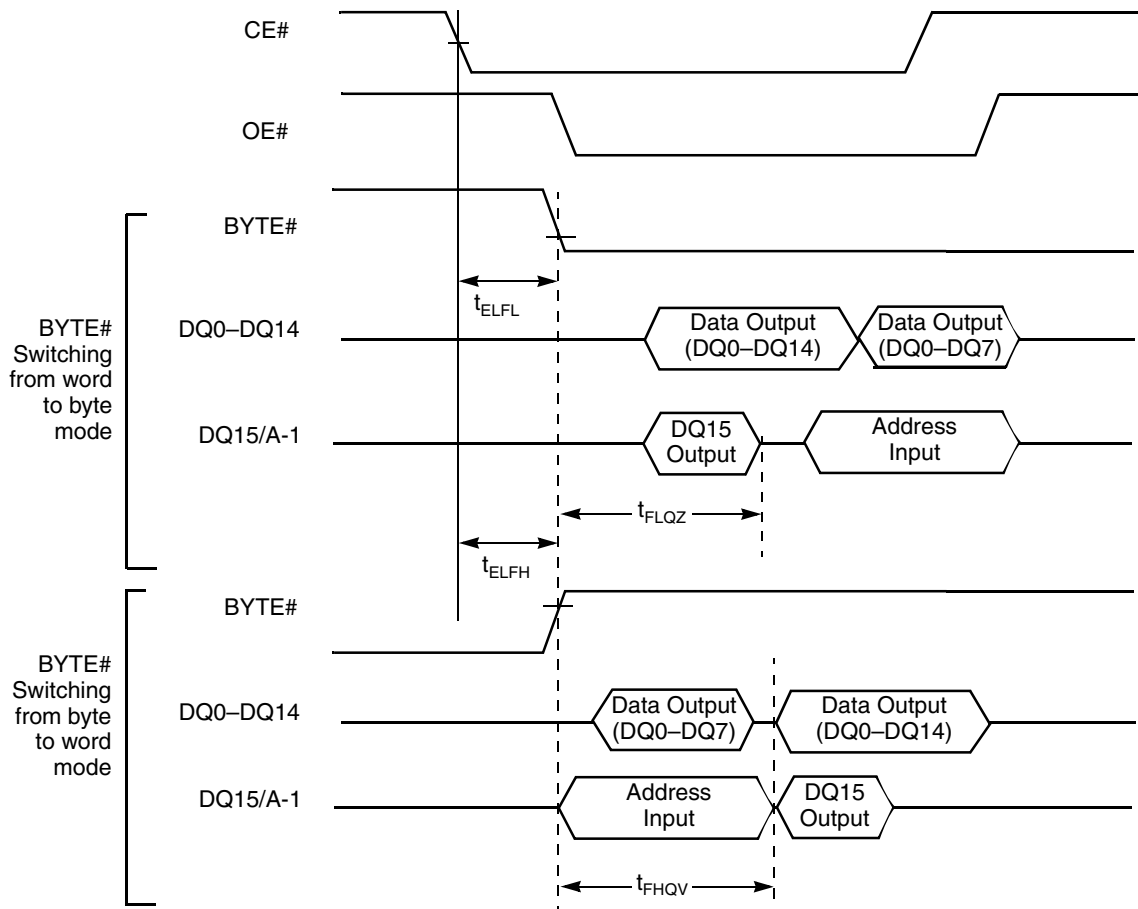 CE#
OE#
BYTE#
tELFL
BYTE#
Switching
from word
to byte
mode
DQ0–DQ14
Data Output
(DQ0–DQ14)
Data Output
(DQ0–DQ7)
DQ15/A-1
DQ15
Output
Address
Input
tFLQZ
tELFH
BYTE#
BYTE#
Switching
from byte
to word
mode
DQ0–DQ14
Data Output
(DQ0–DQ7)
Data Output
(DQ0–DQ14)
DQ15/A-1
Address
Input
DQ15
Output
tFHQV